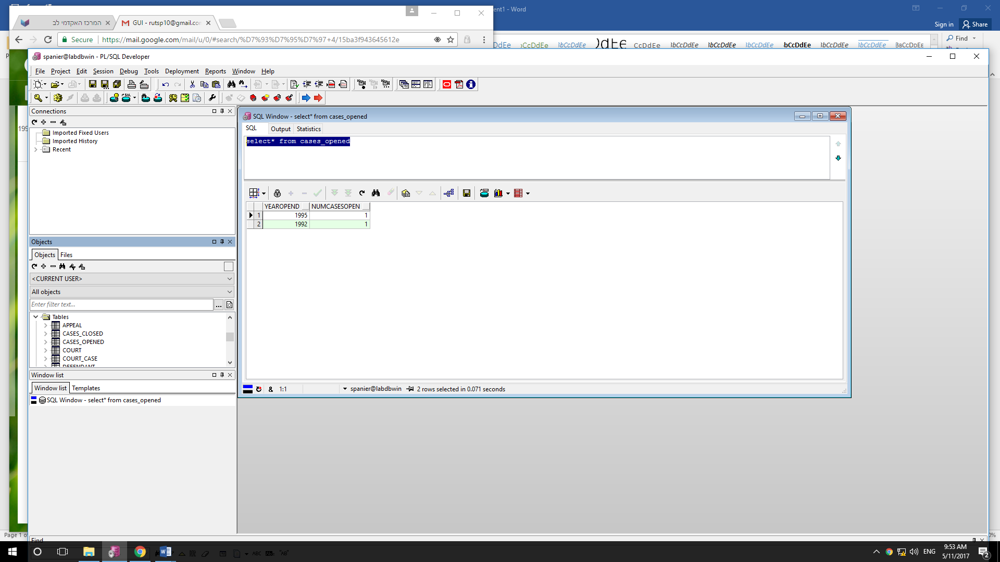 ent1 - Word
Sign in
Share
המרכז האקדמי לב
GUI - rutsp10@gmail.co
Secure
https://mail.google.com/mail/u/0/#search/%D7%93%D7%95%D7%97+4/15ba3f943645612e
Find
spanier@labdbwin - PL/SQL Developer
File Project Edit Session Debug Tools Deployment Reports Window Help
Connections
Imported Fixed Users
Imported History
Recent
199
SQL Window - select* from cases_opened
SQL Output Statistics
select* from cases_opened
YEAROPEND NUMCASESOPEN
1 1995 1
2 1992 1
spanier@labdbwin 2 rows selected in 0.071 seconds
& 1:1
Objects
Objects Files
<CURRENT USER>
All objects
Enter filter text...
Tables
APPEAL
CASES_CLOSED
CASES_OPENED
COURT
COURT_CASE
DEFENDANT
Window list
Window list Templates
SQL Window - select* from cases_opened
Page 1 of
Find
0%
ABC
"AB"
ENG
9:53 AM
5/11/2017
2